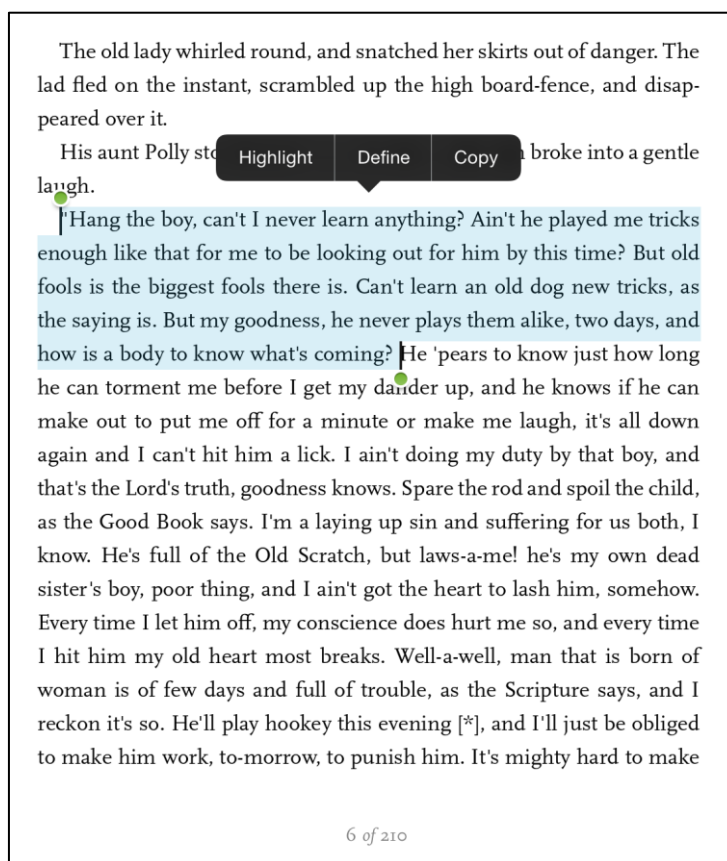 The old lady whirled round, and snatched her skirts out of danger. The
lad fled on the instant, scrambled up the high board-fence, and disap-
peared over it.
His aunt Polly broke into a gentle
Highlight Define Copy
laugh.
"Hang the boy, can't I never learn anything? Ain't he played me tricks
enough like that for me to be looking out for him by this time? But old
fools is the biggest fools there is. Can't learn an old dog new tricks, as
the saying is. But my goodness, he never plays them alike, two days, and
how is a body to know what's coming? He 'pears to know just how long
he can torment me before I get my dander up, and he knows if he can
make out to put me off for a minute or make me laugh, it's all down
again and I can't hit him a lick. I ain't doing my duty by that boy, and
that's the Lord's truth, goodness knows. Spare the rod and spoil the child,
as the Good Book says. I'm a laying up sin and suffering for us both, I
know. He's full of the Old Scratch, but laws-a-me! he's my own dead
sister's boy, poor thing, and I ain't got the heart to lash him, somehow.
Every time I let him off, my conscience does hurt me so, and every time
I hit him my old heart most breaks. Well-a-well, man that is born of
woman is of few days and full of trouble, as the Scripture says, and I
reckon it's so. He'll play hookey this evening [*], and I'll just be obliged
to make him work, to-morrow, to punish him. It's mighty hard to make
6 of 210